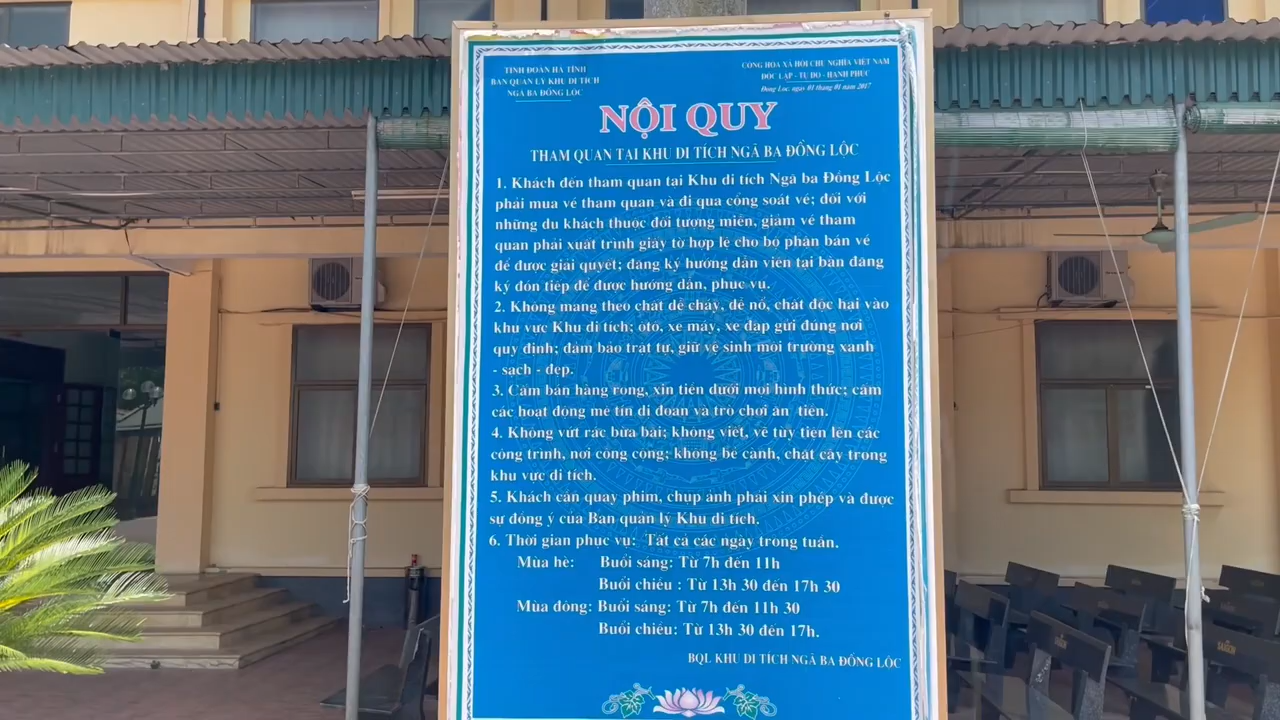 TỈNH ĐOÀN HÀ TĨNH
BAN QUẢN LÝ KHU DI TÍCH
NGÃ BA ĐỒNG LỘC
CỘNG HÒA XÃ HỘI CHỦ NGHĨA VIỆT NAM
ĐỘC LẬP - TỰ DO - HẠNH PHÚC
Đồng Lộc, ngày 01 tháng 01 năm 2017
NỘI QUY
THAM QUAN TẠI KHU DI TÍCH NGÃ BA ĐỒNG LỘC
1. Khách đến tham quan tại Khu di tích Ngã ba Đồng Lộc
phải mua vé tham quan và đi qua cổng soát vé; đối với
những du khách thuộc đối tượng miễn, giảm vé tham
quan phải xuất trình giấy tờ hợp lệ cho bộ phận bán vé
để được giải quyết; đăng ký hướng dẫn viên tại bàn đăng
ký đón tiếp để được hướng dẫn, phục vụ.
2. Không mang theo chất dễ cháy, dễ nổ, chất độc hại vào
khu vực Khu di tích; ôtô, xe máy, xe đạp gửi đúng nơi
quy định; đảm bảo trật tự, giữ vệ sinh môi trường xanh
- sạch - đẹp.
3. Cấm bán hàng rong, xin tiền dưới mọi hình thức; cấm
các hoạt động mê tín dị đoan và trò chơi ăn tiền.
4. Không vứt rác bừa bãi; không viết, vẽ tùy tiện lên các
công trình, nơi công cộng; không bẻ cành, chặt cây trong
khu vực di tích.
5. Khách cần quay phim, chụp ảnh phải xin phép và được
sự đồng ý của Ban quản lý Khu di tích.
6. Thời gian phục vụ: Tất cả các ngày trong tuần.
Mùa hè: Buổi sáng: Từ 7h đến 11h
Buổi chiều : Từ 13h 30 đến 17h 30
Mùa đông: Buổi sáng: Từ 7h đến 11h 30
Buổi chiều: Từ 13h 30 đến 17h.
BQL KHU DI TÍCH NGÃ BA ĐỒNG LỘC